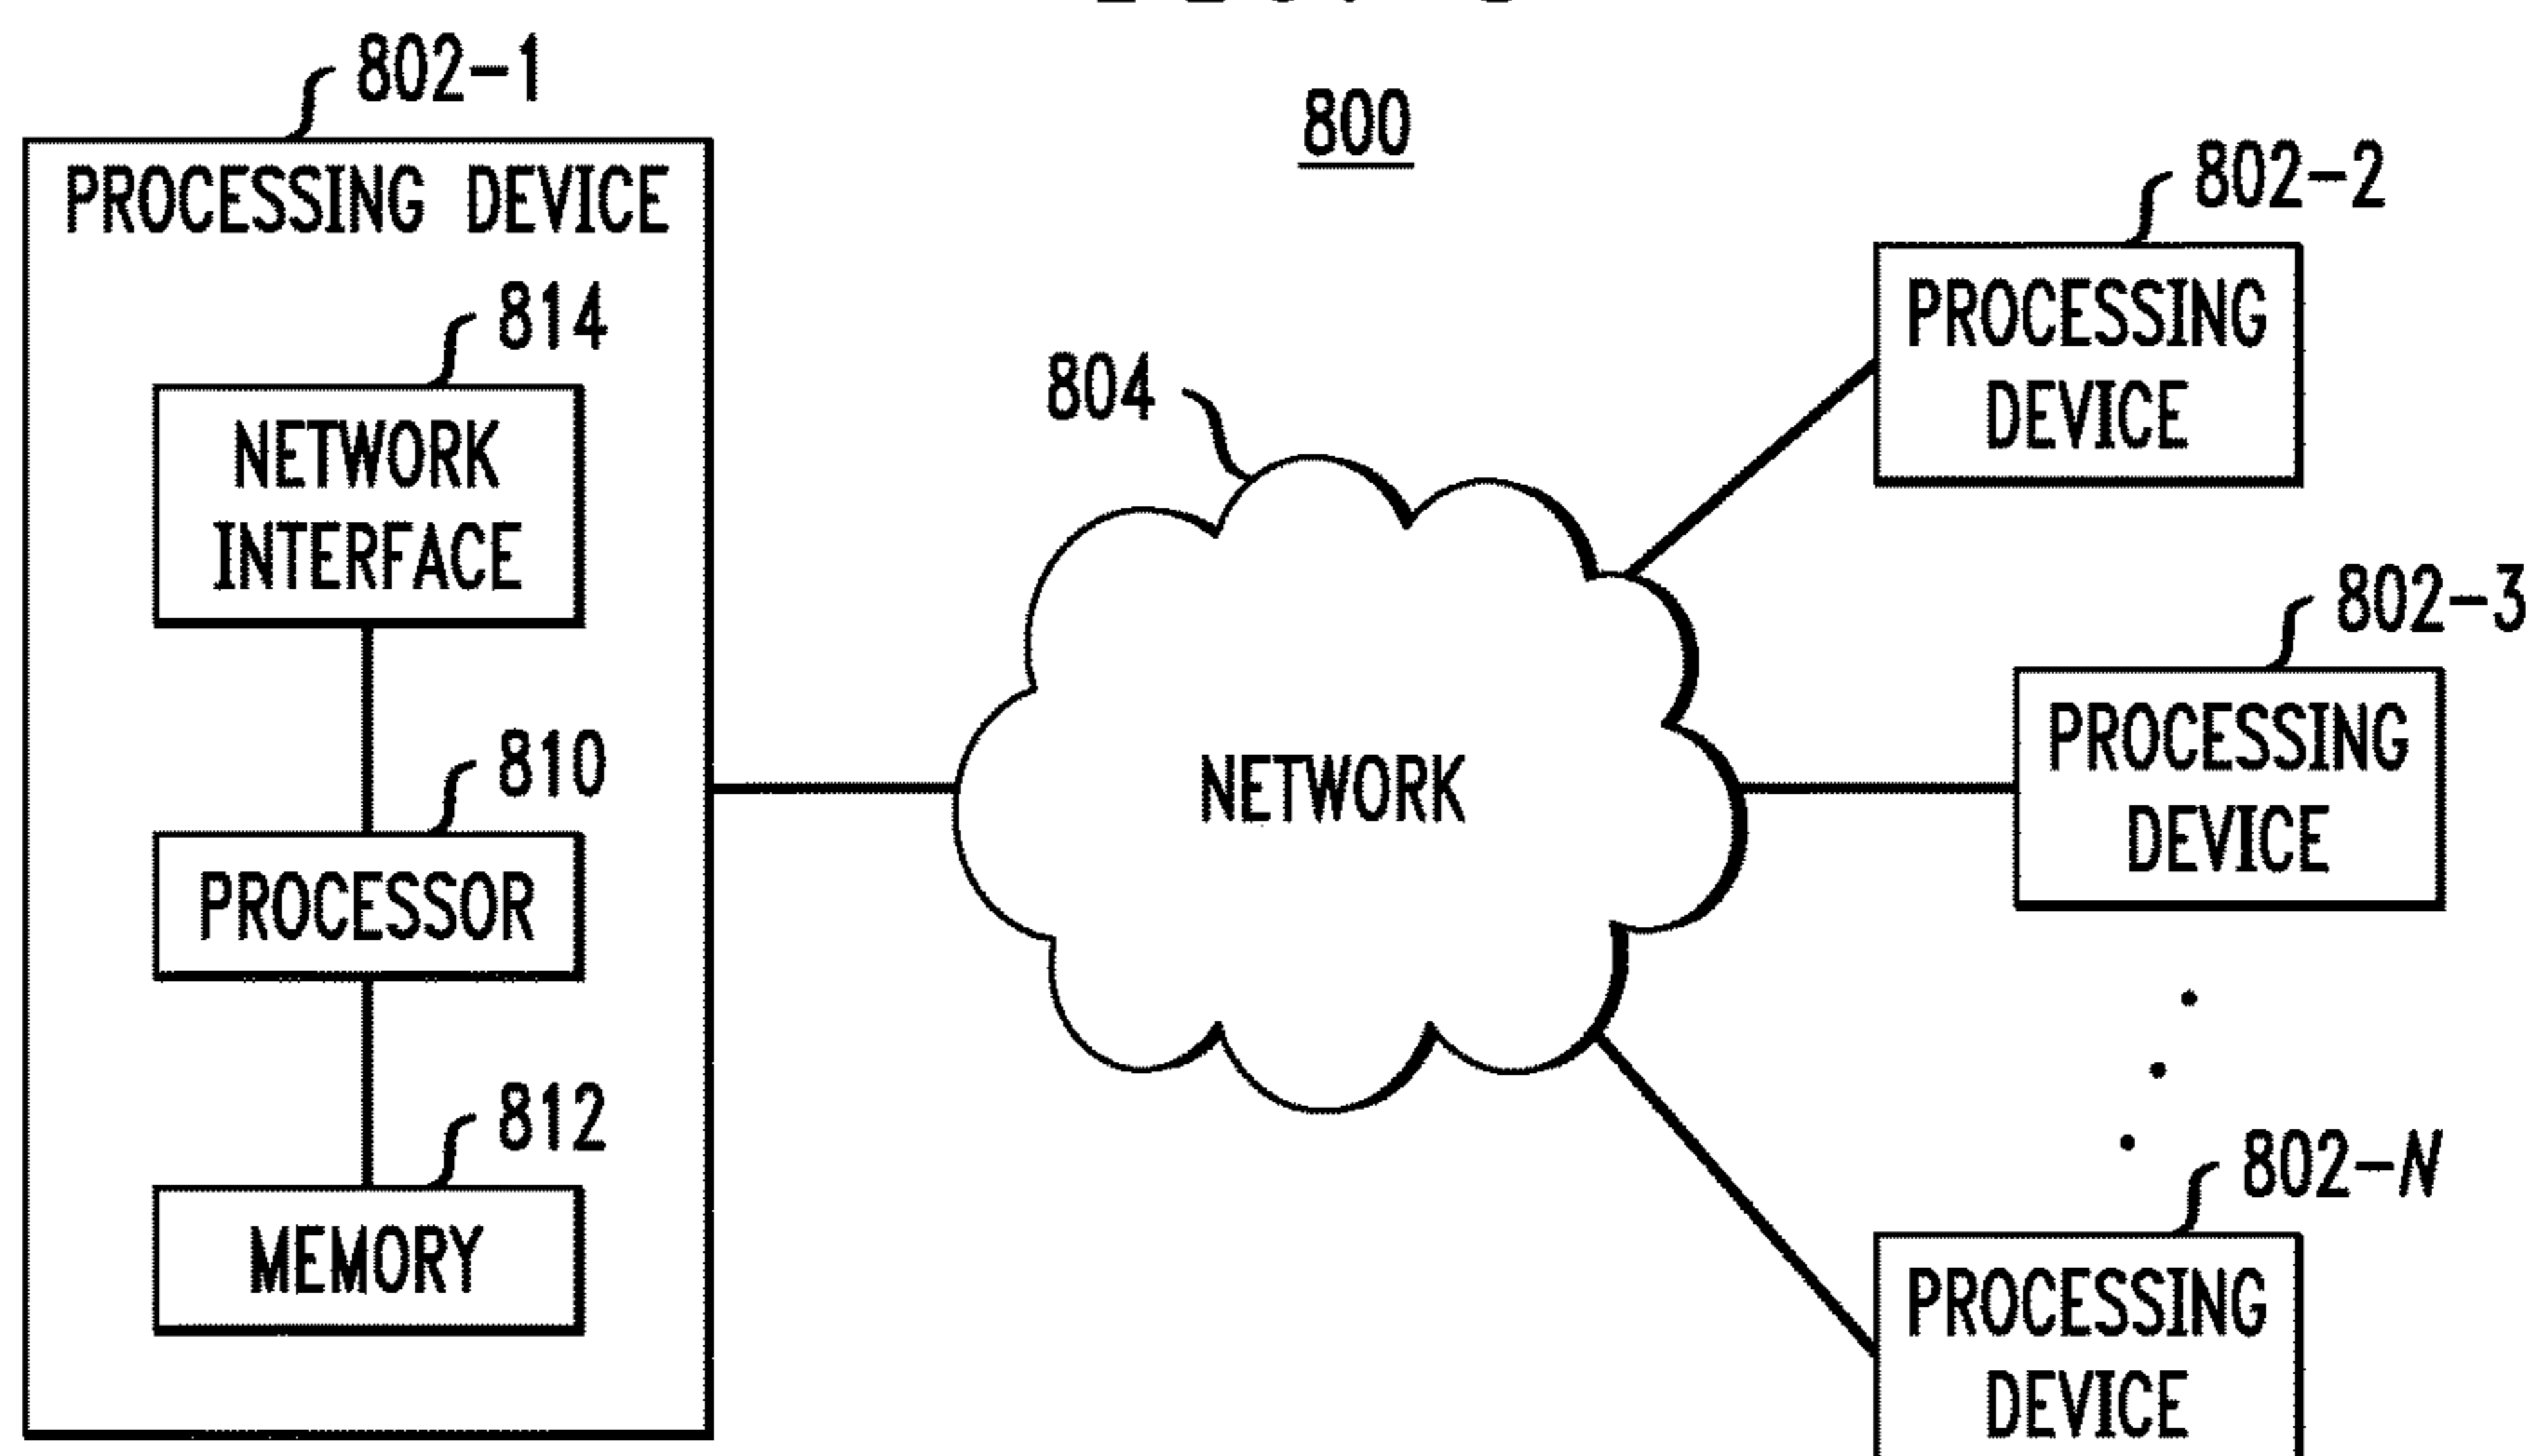 800
802-1
PROCESSING DEVICE
814
NETWORK
INTERFACE
810
PROCESSOR
812
MEMORY
804
NETWORK
802-2
PROCESSING
DEVICE
802-3
PROCESSING
DEVICE
802-N
PROCESSING
DEVICE